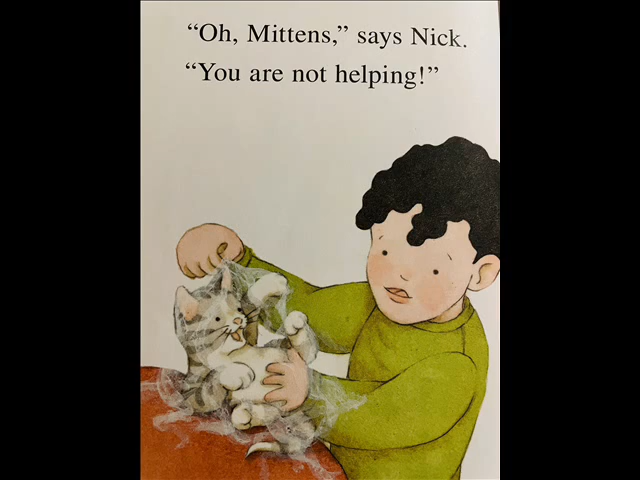 “Oh, Mittens,” says Nick.
“You are not helping!”